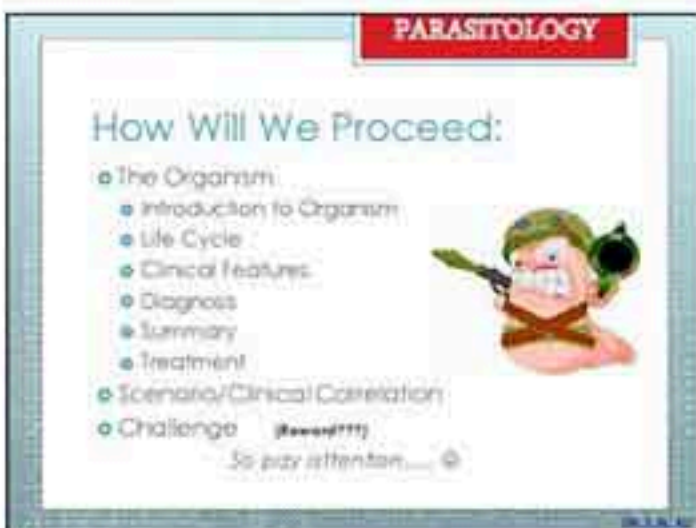 PARASITOLOGY
How Will We Proceed:
The Organism
Introduction to Organism
Life Cycle
Clinical Features
Diagnosis
Summary
Treatment
Scenario/Clinical Correlation
Challenge (Reward???)
So pay attention.... ☺